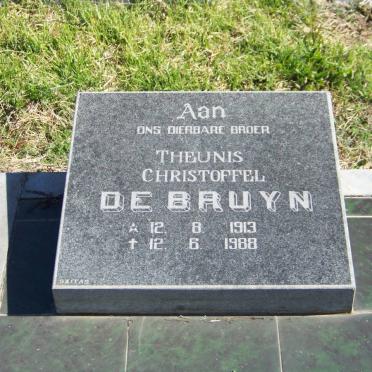 Aan
ONS DIERBARE BROER
THEUNIS
CHRISTOFFEL
DE BRUYN
12. 8 1913
† 12. 6 1988